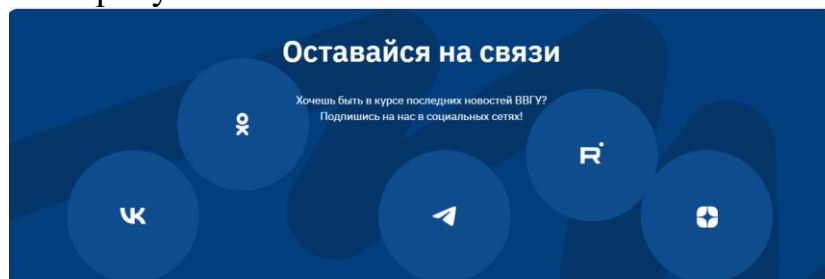 Оставайся на связи
Хочешь быть в курсе последних новостей ВВГУ?
Подпишись на нас в социальных сетях!